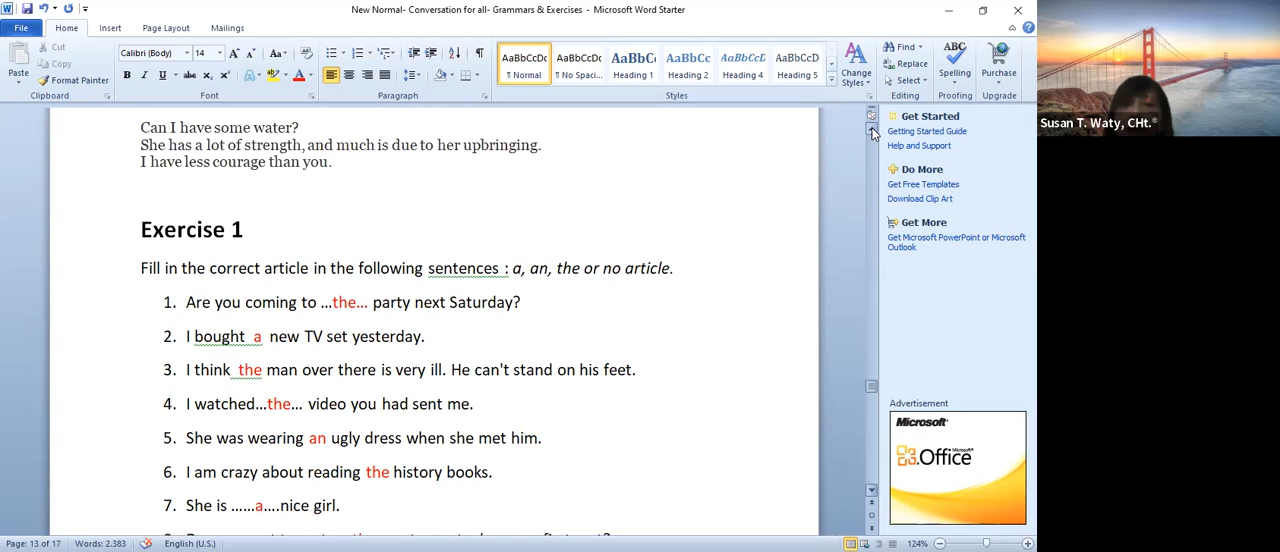 New Normal- Conversation for all- Grammars & Exercises - Microsoft Word Starter
File Home Insert Page Layout Mailings
Paste
Cut
Copy
Format Painter
Clipboard
Calibri (Body) 14
Font
Paragraph
AaBbCcDc AaBbCcDc AaBbCc AaBbCc AaBbCcD AaBbCcD
¶ Normal ¶ No Spaci... Heading 1 Heading 2 Heading 4 Heading 5
Change Styles
Styles
Find
Replace
Select
Editing
ABC
Spelling
Proofing
Purchase
Upgrade
Can I have some water?
She has a lot of strength, and much is due to her upbringing.
I have less courage than you.
Exercise 1
Fill in the correct article in the following sentences : a, an, the or no article.
1. Are you coming to ...the... party next Saturday?
2. I bought a new TV set yesterday.
3. I think the man over there is very ill. He can't stand on his feet.
4. I watched...the... video you had sent me.
5. She was wearing an ugly dress when she met him.
6. I am crazy about reading the history books.
7. She is ......a....nice girl.
Get Started
Getting Started Guide
Help and Support
Do More
Get Free Templates
Download Clip Art
Get More
Get Microsoft PowerPoint or Microsoft
Outlook
Advertisement
Microsoft
Office
Microsoft
Susan T. Waty, CHt.®
Page: 13 of 17 Words: 2.383 English (U.S.) 124%